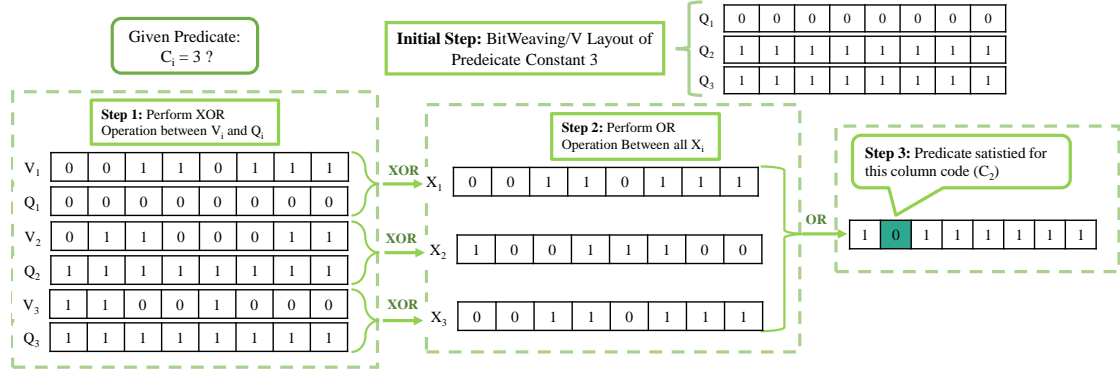 Given Predicate:
Cᵢ = 3 ?
Initial Step: BitWeaving/V Layout of
Predeicate Constant 3
Q₁ 0 0 0 0 0 0 0 0
Q₂ 1 1 1 1 1 1 1 1
Q₃ 1 1 1 1 1 1 1 1
Step 1: Perform XOR
Operation between Vᵢ and Qᵢ
V₁ 0 0 1 1 0 1 1 1
Q₁ 0 0 0 0 0 0 0 0
V₂ 0 1 1 0 0 0 1 1
Q₂ 1 1 1 1 1 1 1 1
V₃ 1 1 0 0 1 0 0 0
Q₃ 1 1 1 1 1 1 1 1
XOR
XOR
XOR
Step 2: Perform OR
Operation Between all Xᵢ
X₁ 0 0 1 1 0 1 1 1
X₂ 1 0 0 1 1 1 0 0
X₃ 0 0 1 1 0 1 1 1
OR
Step 3: Predicate satistied for
this column code (C₂)
1 0 1 1 1 1 1 1